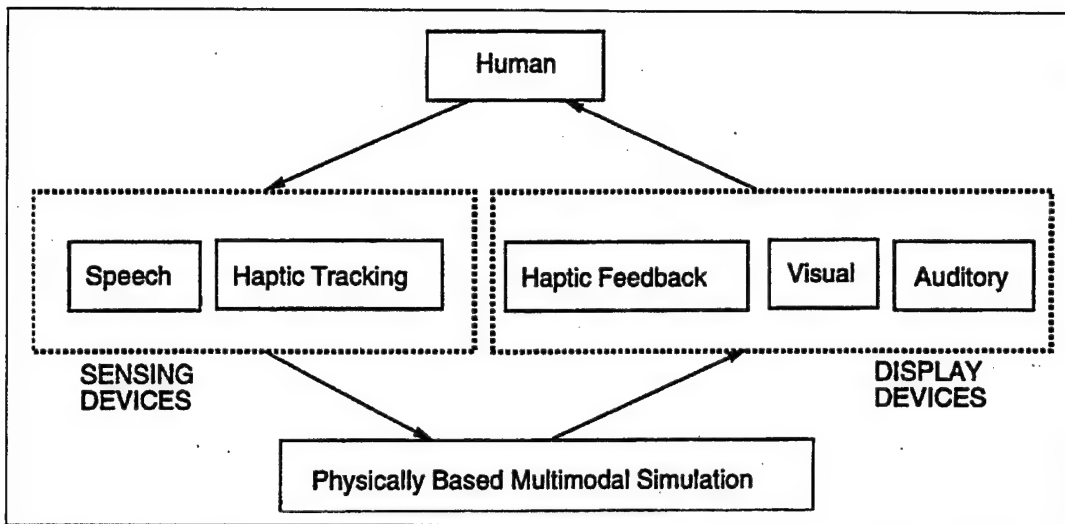 Human
Speech
Haptic Tracking
Haptic Feedback
Visual
Auditory
SENSING
DEVICES
DISPLAY
DEVICES
Physically Based Multimodal Simulation